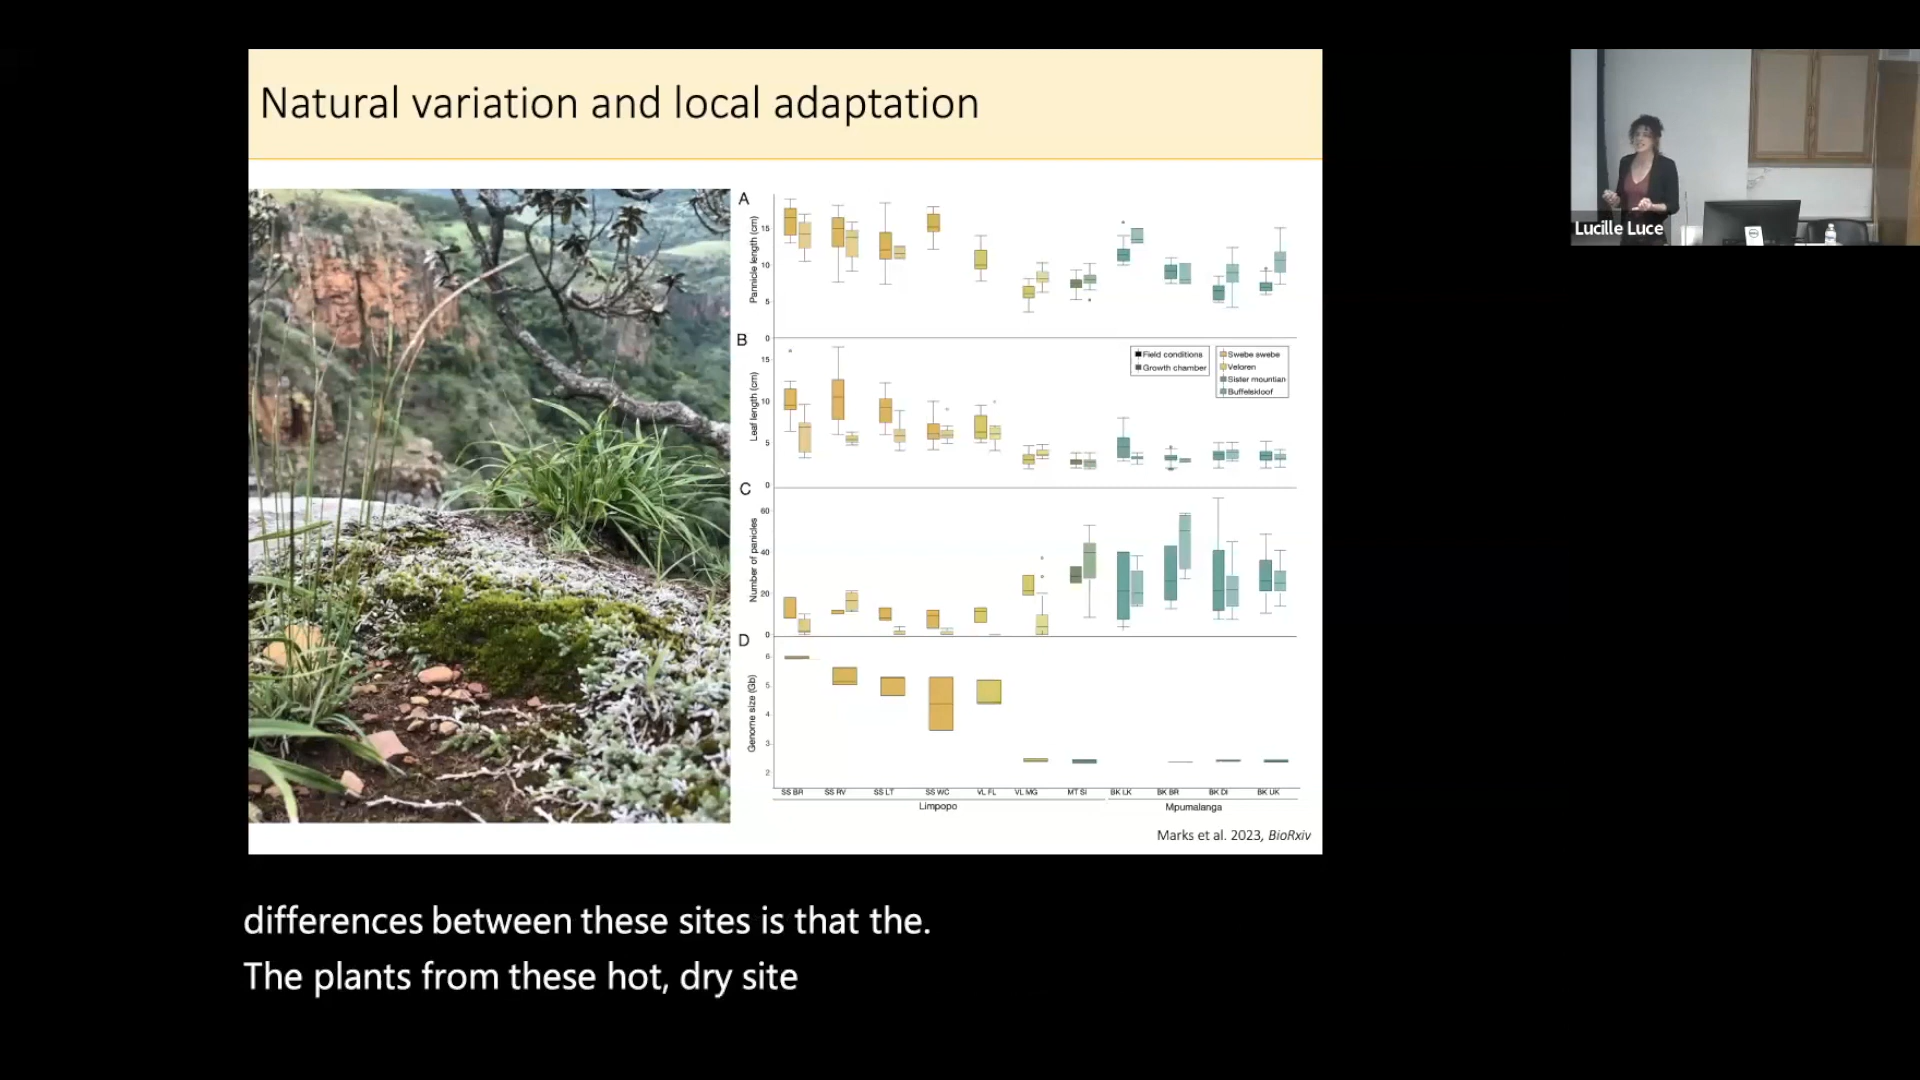 Natural variation and local adaptation
Lucille Luce
A
Pannicle length (cm)
15
10
5
0
B
Leaf length (cm)
15
10
5
0
Field conditions
Growth chamber
Swebe swebe
Veloren
Sister mountian
Buffelskloof
C
Number of panicles
60
40
20
0
D
Genome size (Gb)
6
5
4
3
2
SS BR SS RV SS LT SS WC VL FL VL MG MT SI BK LK BK BR BK DI BK UK
Limpopo Mpumalanga
Marks et al. 2023, BioRxiv
differences between these sites is that the.
The plants from these hot, dry site